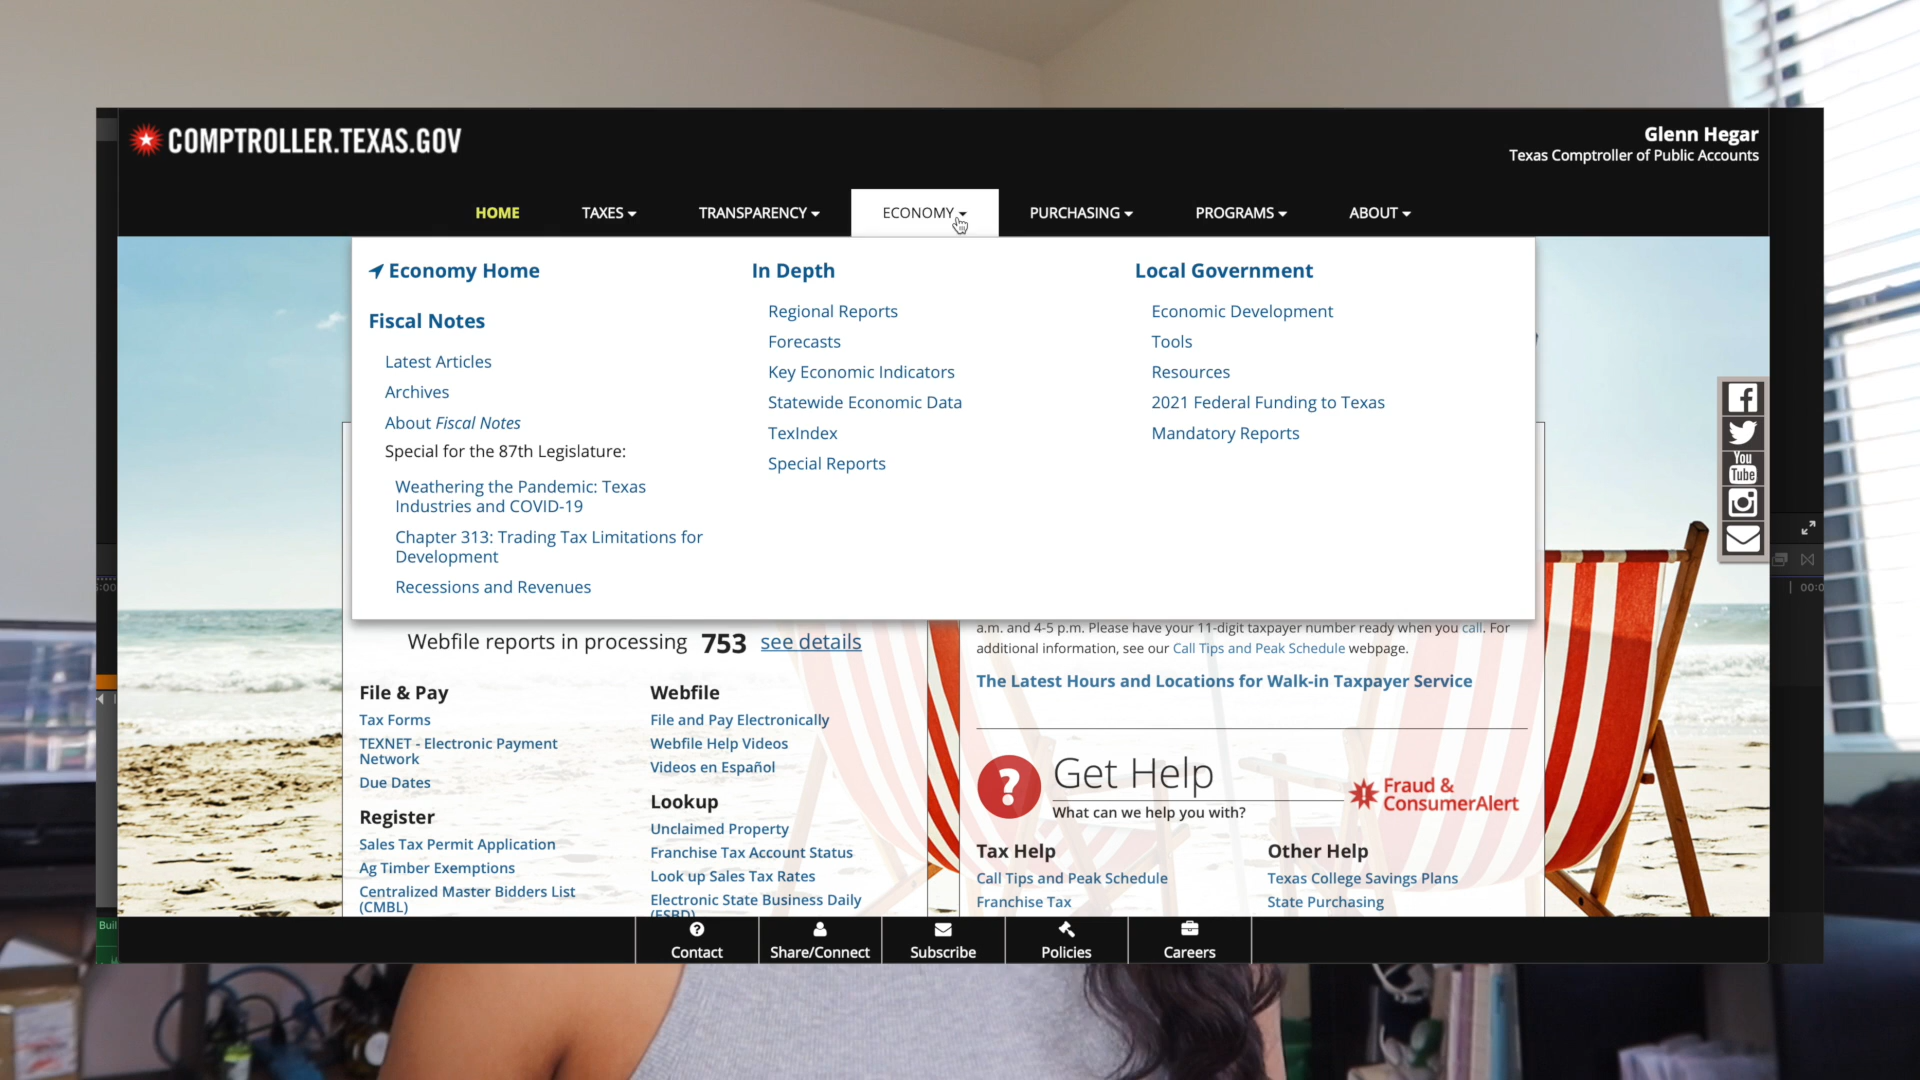 COMPTROLLER.TEXAS.GOV
Glenn Hegar
Texas Comptroller of Public Accounts
HOME TAXES TRANSPARENCY ECONOMY PURCHASING PROGRAMS ABOUT
Economy Home
Fiscal Notes
Latest Articles
Archives
About Fiscal Notes
Special for the 87th Legislature:
Weathering the Pandemic: Texas
Industries and COVID-19
Chapter 313: Trading Tax Limitations for
Development
Recessions and Revenues
In Depth
Regional Reports
Forecasts
Key Economic Indicators
Statewide Economic Data
TexIndex
Special Reports
Local Government
Economic Development
Tools
Resources
2021 Federal Funding to Texas
Mandatory Reports
You
Tube
Webfile reports in processing 753 see details
File & Pay
Tax Forms
TEXNET - Electronic Payment
Network
Due Dates
Register
Sales Tax Permit Application
Ag Timber Exemptions
Centralized Master Bidders List
(CMBL)
Webfile
File and Pay Electronically
Webfile Help Videos
Videos en Español
Lookup
Unclaimed Property
Franchise Tax Account Status
Look up Sales Tax Rates
Electronic State Business Daily
(ESBD)
a.m. and 4-5 p.m. Please have your 11-digit taxpayer number ready when you call. For
additional information, see our Call Tips and Peak Schedule webpage.
The Latest Hours and Locations for Walk-in Taxpayer Service
? Get Help
What can we help you with?
Fraud &
ConsumerAlert
Tax Help
Call Tips and Peak Schedule
Franchise Tax
Other Help
Texas College Savings Plans
State Purchasing
Contact Share/Connect Subscribe Policies Careers